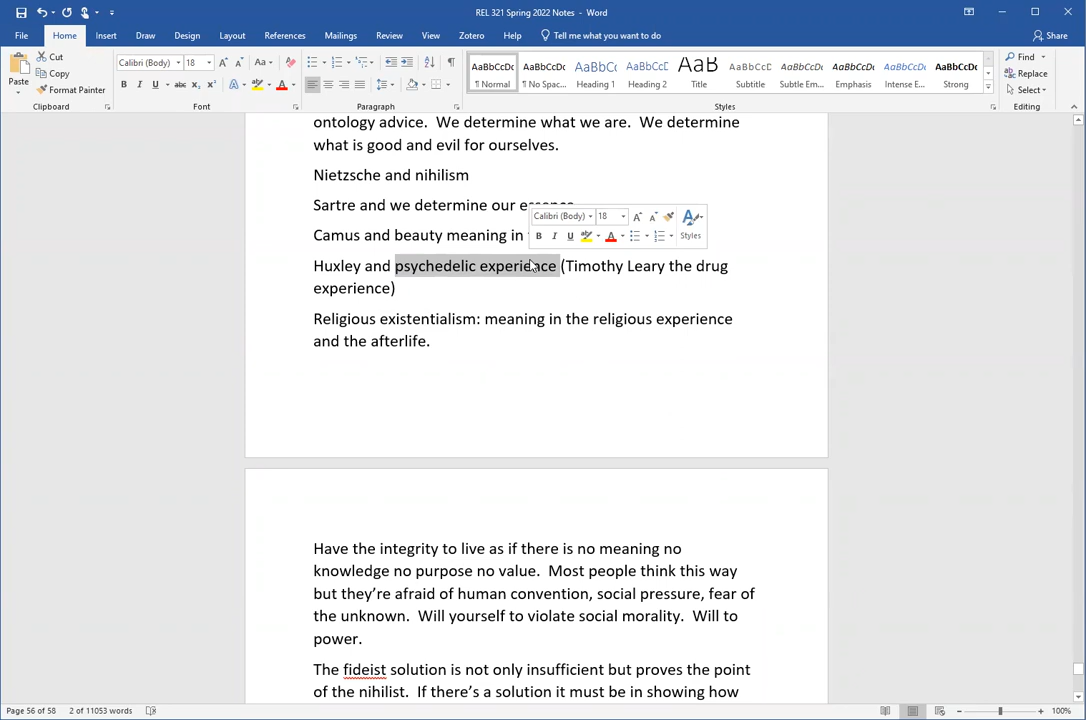 REL 321 Spring 2022 Notes - Word
File Home Insert Draw Design Layout References Mailings Review View Zotero Help Tell me what you want to do Share
Paste
Cut
Copy
Format Painter
Clipboard
Calibri (Body) 18
Font
Paragraph
AaBbCcDc AaBbCcDc AaBbCc AaBbCcC AaB AaBbCcD AaBbCcDc AaBbCcDc AaBbCcDc AaBbCcDc
¶ Normal ¶ No Spac... Heading 1 Heading 2 Title Subtitle Subtle Em... Emphasis Intense E... Strong
Styles
Find
Replace
Select
Editing
ontology advice. We determine what we are. We determine
what is good and evil for ourselves.
Nietzsche and nihilism
Sartre and we determine our essence
Calibri (Body) 18
Styles
Camus and beauty meaning in
Huxley and psychedelic experience (Timothy Leary the drug
experience)
Religious existentialism: meaning in the religious experience
and the afterlife.
Have the integrity to live as if there is no meaning no
knowledge no purpose no value. Most people think this way
but they’re afraid of human convention, social pressure, fear of
the unknown. Will yourself to violate social morality. Will to
power.
The fideist solution is not only insufficient but proves the point
of the nihilist. If there’s a solution it must be in showing how
Page 56 of 58 2 of 11053 words 100%